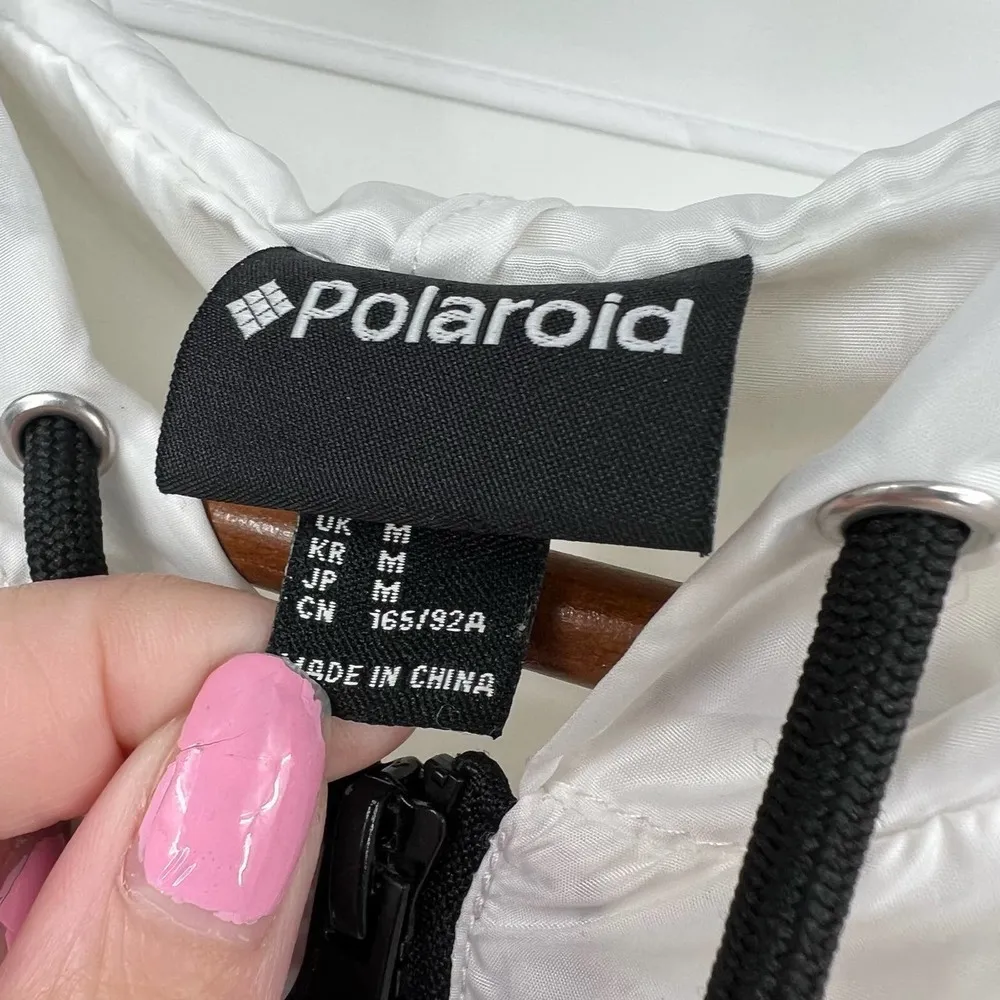 Polaroid
UK M
KR M
JP M
CN 165/92A
MADE IN CHINA